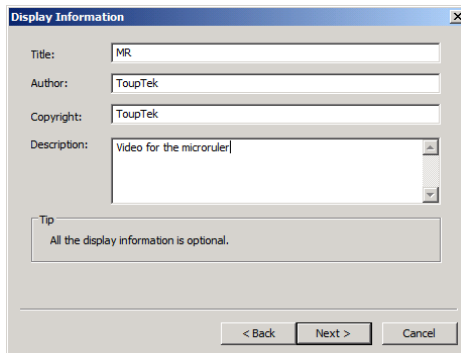 Display Information
Title: MR
Author: ToupTek
Copyright: ToupTek
Description: Video for the microruler
Tip
All the display information is optional.
< Back Next > Cancel